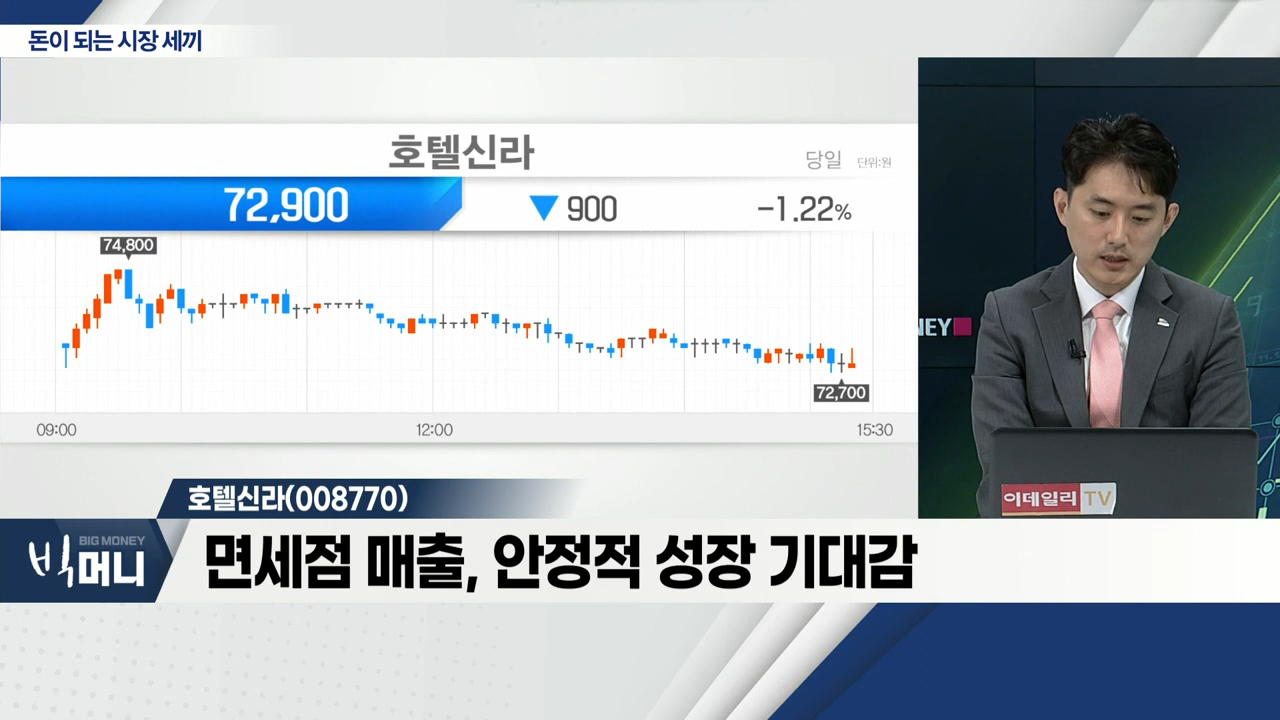 돈이 되는 시장 세끼
호텔신라
당일 단위:원
72,900 ▼ 900 -1.22%
74,800
72,700
09:00 12:00 15:30
NEY
이데일리 TV
호텔신라(008770)
BIG MONEY
빅머니
면세점 매출, 안정적 성장 기대감